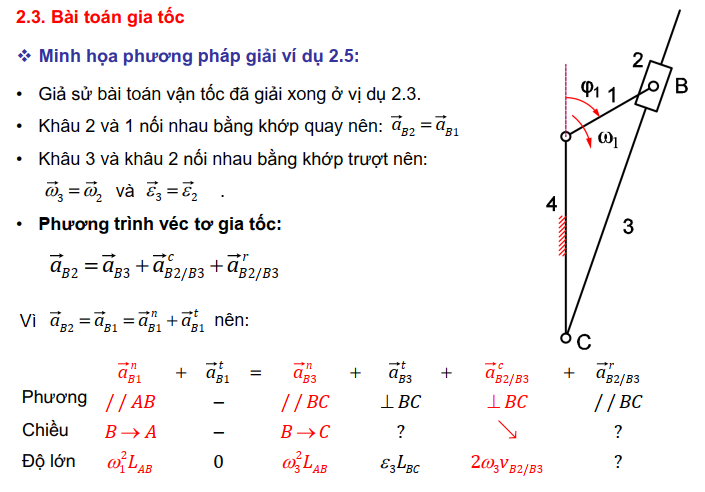 2.3. Bài toán gia tốc
❖ Minh họa phương pháp giải ví dụ 2.5:
• Giả sử bài toán vận tốc đã giải xong ở vị dụ 2.3.
• Khâu 2 và 1 nối nhau bằng khớp quay nên: $\vec{a}_{B2} = \vec{a}_{B1}$
• Khâu 3 và khâu 2 nối nhau bằng khớp trượt nên:
$\vec{\omega}_3 = \vec{\omega}_2$ và $\vec{\varepsilon}_3 = \vec{\varepsilon}_2$ .
• Phương trình véc tơ gia tốc:
$\vec{a}_{B2} = \vec{a}_{B3} + \vec{a}^{c}_{B2/B3} + \vec{a}^{r}_{B2/B3}$
Vì $\vec{a}_{B2} = \vec{a}_{B1} = \vec{a}^{n}_{B1} + \vec{a}^{t}_{B1}$ nên:
$\vec{a}^{n}_{B1}$ + $\vec{a}^{t}_{B1}$ = $\vec{a}^{n}_{B3}$ + $\vec{a}^{t}_{B3}$ + $\vec{a}^{c}_{B2/B3}$ + $\vec{a}^{r}_{B2/B3}$
Phương //AB − //BC ⊥BC ⊥BC //BC
Chiều B → A − B → C ? ↘ ?
Độ lớn $\omega_1^2 L_{AB}$ 0 $\omega_3^2 L_{AB}$ $\varepsilon_3 L_{BC}$ $2\omega_3 v_{B2/B3}$ ?
2
B
φ1
1
ω1
4
3
C